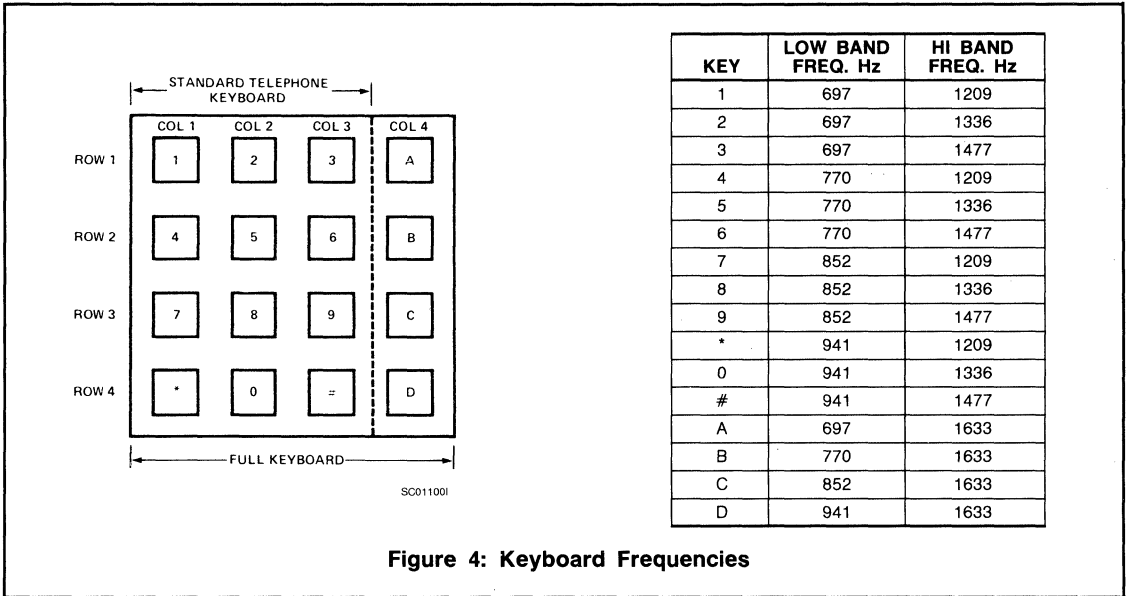 STANDARD TELEPHONE
KEYBOARD
COL 1 COL 2 COL 3 COL 4
ROW 1 1 2 3 A
ROW 2 4 5 6 B
ROW 3 7 8 9 C
ROW 4 * 0 # D
FULL KEYBOARD
SC01100I
KEY LOW BAND FREQ. Hz HI BAND FREQ. Hz
1 697 1209
2 697 1336
3 697 1477
4 770 1209
5 770 1336
6 770 1477
7 852 1209
8 852 1336
9 852 1477
* 941 1209
0 941 1336
# 941 1477
A 697 1633
B 770 1633
C 852 1633
D 941 1633
Figure 4: Keyboard Frequencies